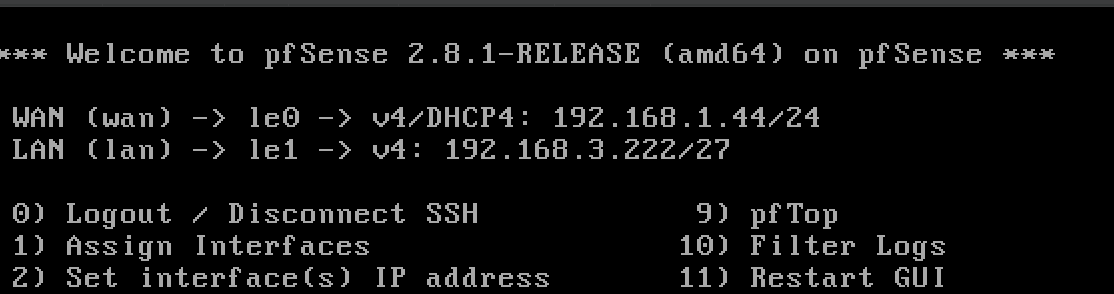 *** Welcome to pfSense 2.8.1-RELEASE (amd64) on pfSense ***
WAN (wan) -> le0 -> v4/DHCP4: 192.168.1.44/24
LAN (lan) -> le1 -> v4: 192.168.3.222/27
0) Logout / Disconnect SSH 9) pfTop
1) Assign Interfaces 10) Filter Logs
2) Set interface(s) IP address 11) Restart GUI